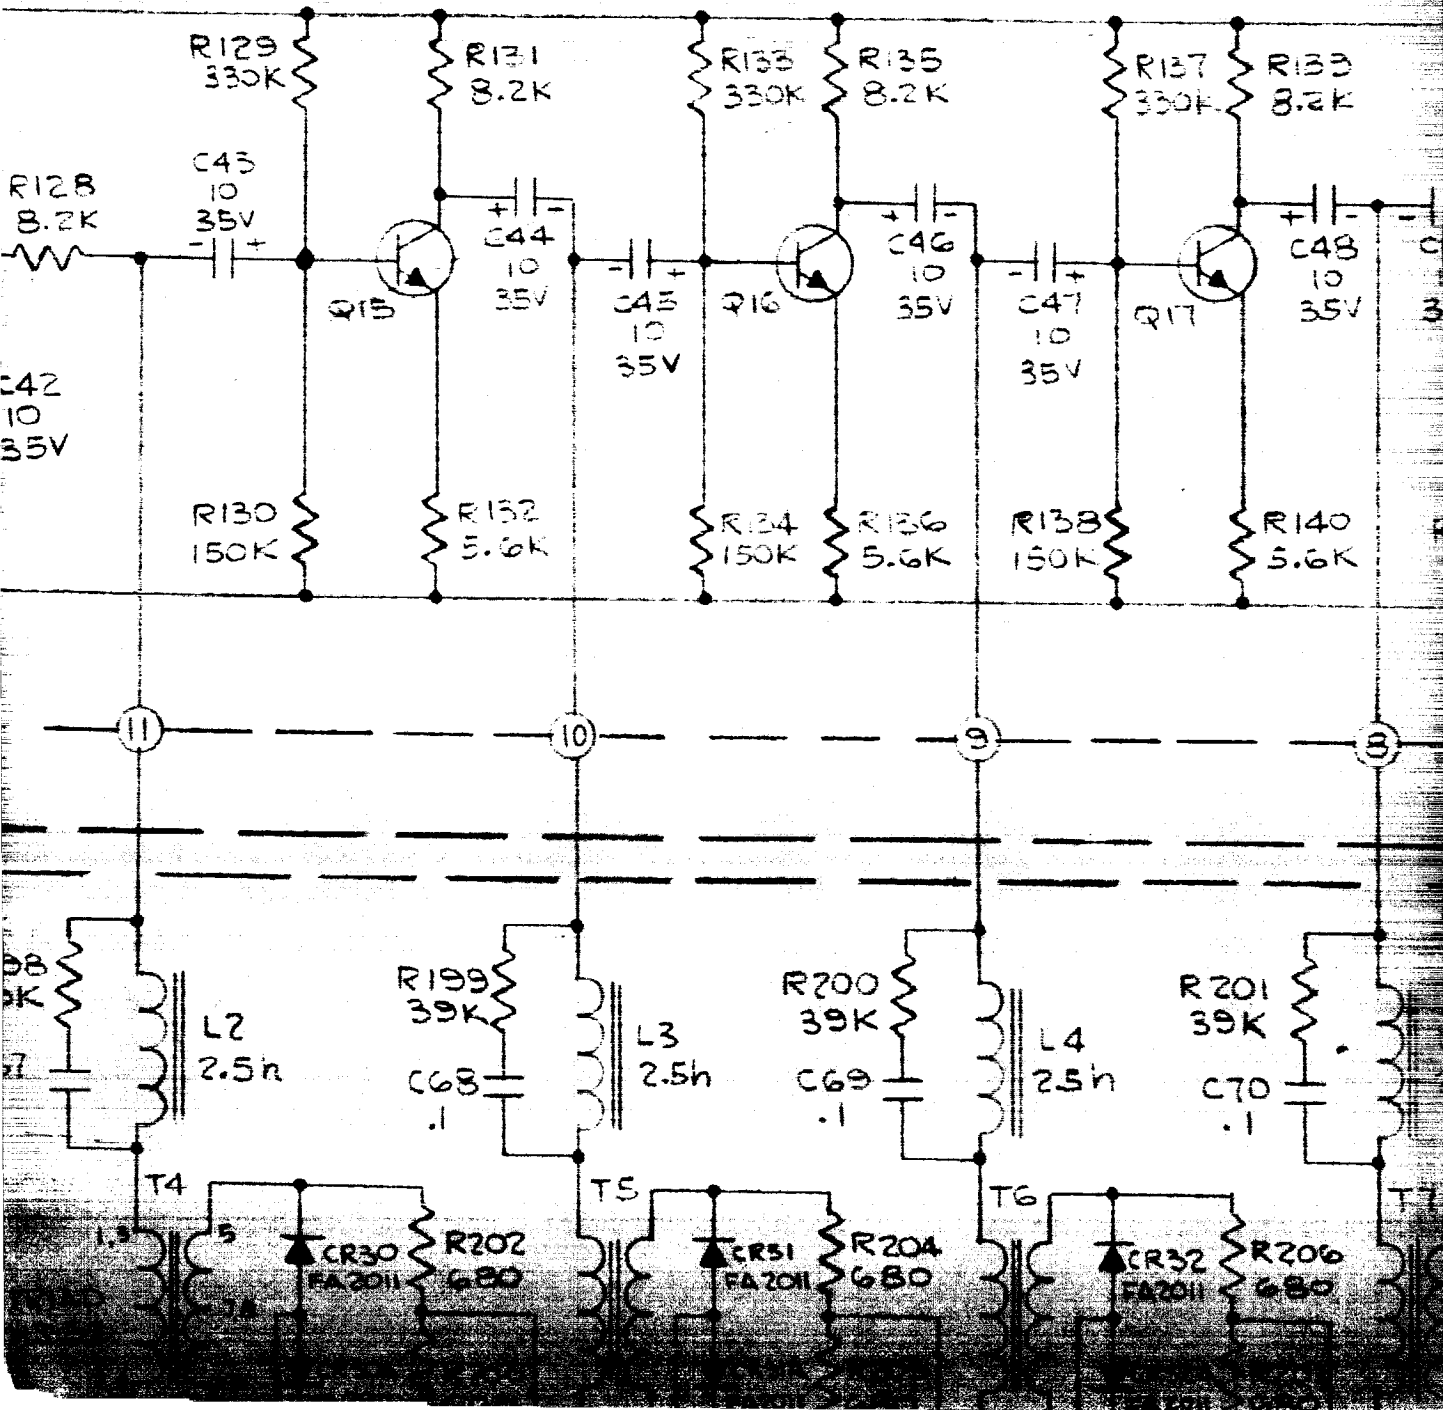 R129
330K
R131
8.2K
R133
330K
R135
8.2K
R137
330K
R139
8.2K
R128
8.2K
C43
10
35V
- +
+ -
C44
10
35V
Q15
- +
C45
10
35V
Q16
+ -
C46
10
35V
- +
C47
10
35V
Q17
+ -
C48
10
35V
-
C42
10
35V
R130
150K
R132
5.6K
R134
150K
R136
5.6K
R138
150K
R140
5.6K
11
10
9
8
L2
2.5h
R199
39K
C68
.1
L3
2.5h
R200
39K
C69
.1
L4
2.5h
R201
39K
C70
.1
T4
5
CR30
FA2011
R202
680
T5
CR31
FA2011
R204
680
T6
CR32
FA2011
R206
680
T7